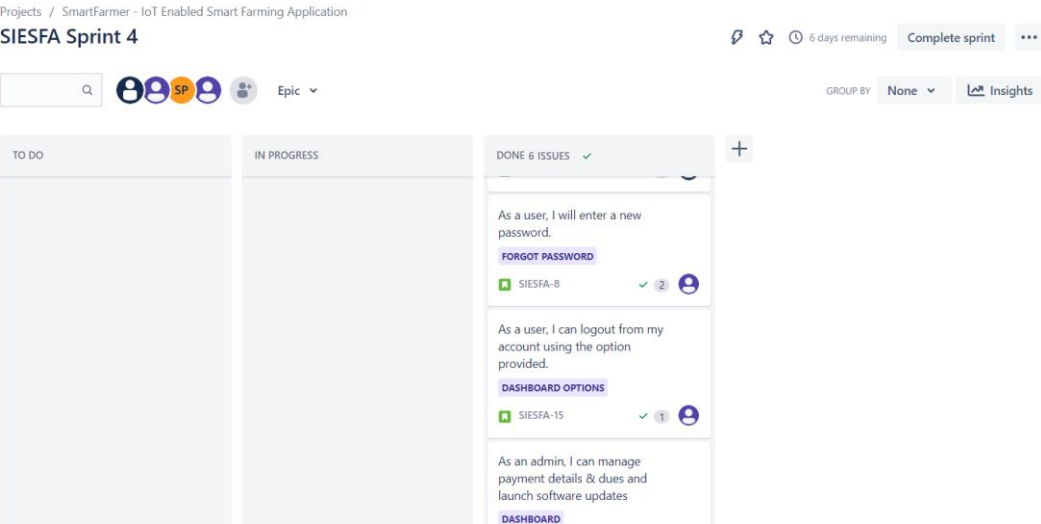 Projects / SmartFarmer - IoT Enabled Smart Farming Application
SIESFA Sprint 4
6 days remaining
Complete sprint
SP
Epic
GROUP BY
None
Insights
TO DO
IN PROGRESS
DONE 6 ISSUES
As a user, I will enter a new
password.
FORGOT PASSWORD
SIESFA-8
2
As a user, I can logout from my
account using the option
provided.
DASHBOARD OPTIONS
SIESFA-15
1
As an admin, I can manage
payment details & dues and
launch software updates
DASHBOARD